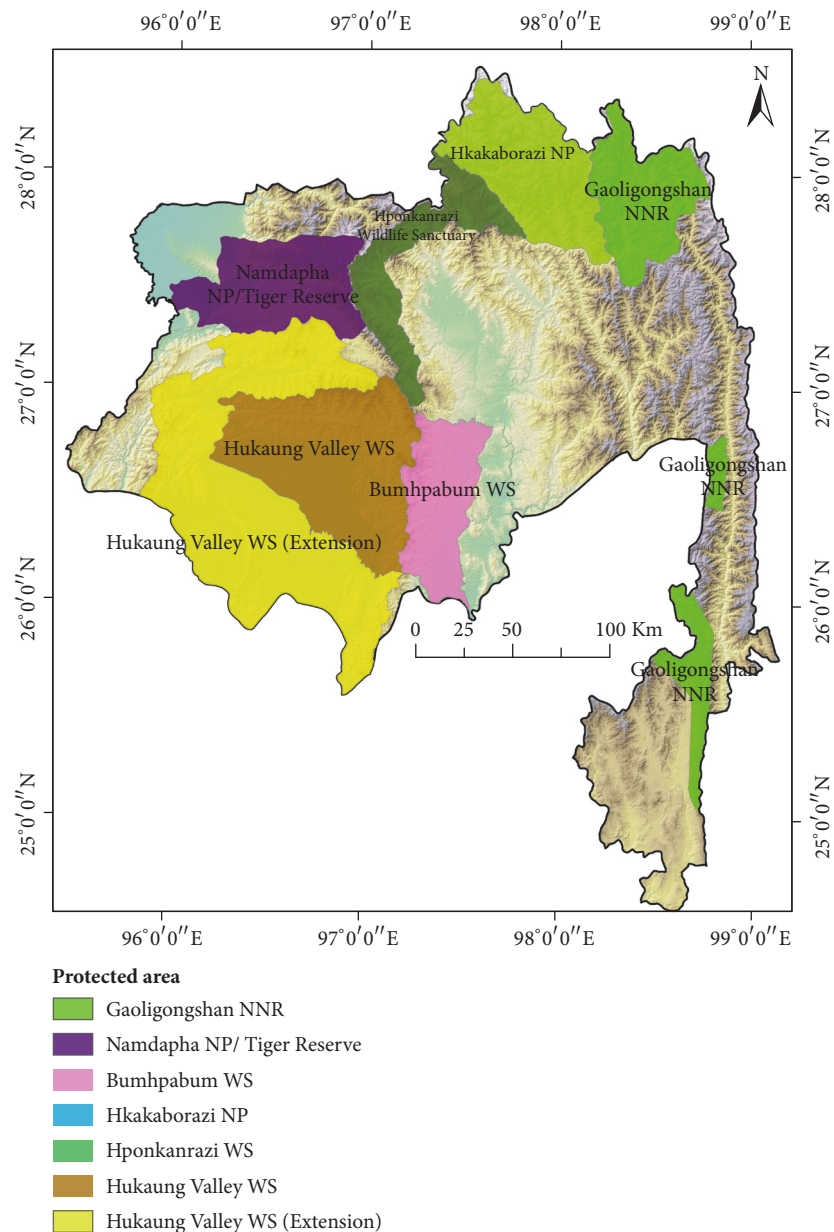 96°0′0″E 97°0′0″E 98°0′0″E 99°0′0″E
N
28°0′0″N
28°0′0″N
27°0′0″N
27°0′0″N
26°0′0″N
26°0′0″N
25°0′0″N
25°0′0″N
Hkakaborazi NP
Gaoligongshan
NNR
Hponkanrazi
Wildlife Sanctuary
Namdapha
NP/Tiger Reserve
Hukaung Valley WS
Bumhpabum WS
Gaoligongshan
NNR
Hukaung Valley WS (Extension)
0 25 50 100 Km
Gaoligongshan
NNR
96°0′0″E 97°0′0″E 98°0′0″E 99°0′0″E
Protected area
Gaoligongshan NNR
Namdapha NP/ Tiger Reserve
Bumhpabum WS
Hkakaborazi NP
Hponkanrazi WS
Hukaung Valley WS
Hukaung Valley WS (Extension)